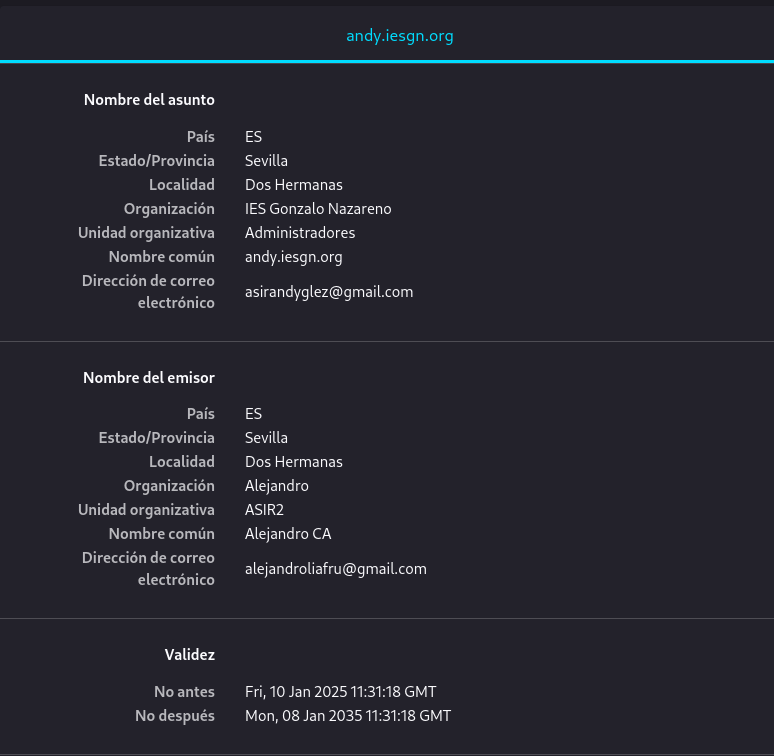 andy.iesgn.org
Nombre del asunto
País ES
Estado/Provincia Sevilla
Localidad Dos Hermanas
Organización IES Gonzalo Nazareno
Unidad organizativa Administradores
Nombre común andy.iesgn.org
Dirección de correo
electrónico asirandyglez@gmail.com
Nombre del emisor
País ES
Estado/Provincia Sevilla
Localidad Dos Hermanas
Organización Alejandro
Unidad organizativa ASIR2
Nombre común Alejandro CA
Dirección de correo
electrónico alejandroliafru@gmail.com
Validez
No antes Fri, 10 Jan 2025 11:31:18 GMT
No después Mon, 08 Jan 2035 11:31:18 GMT